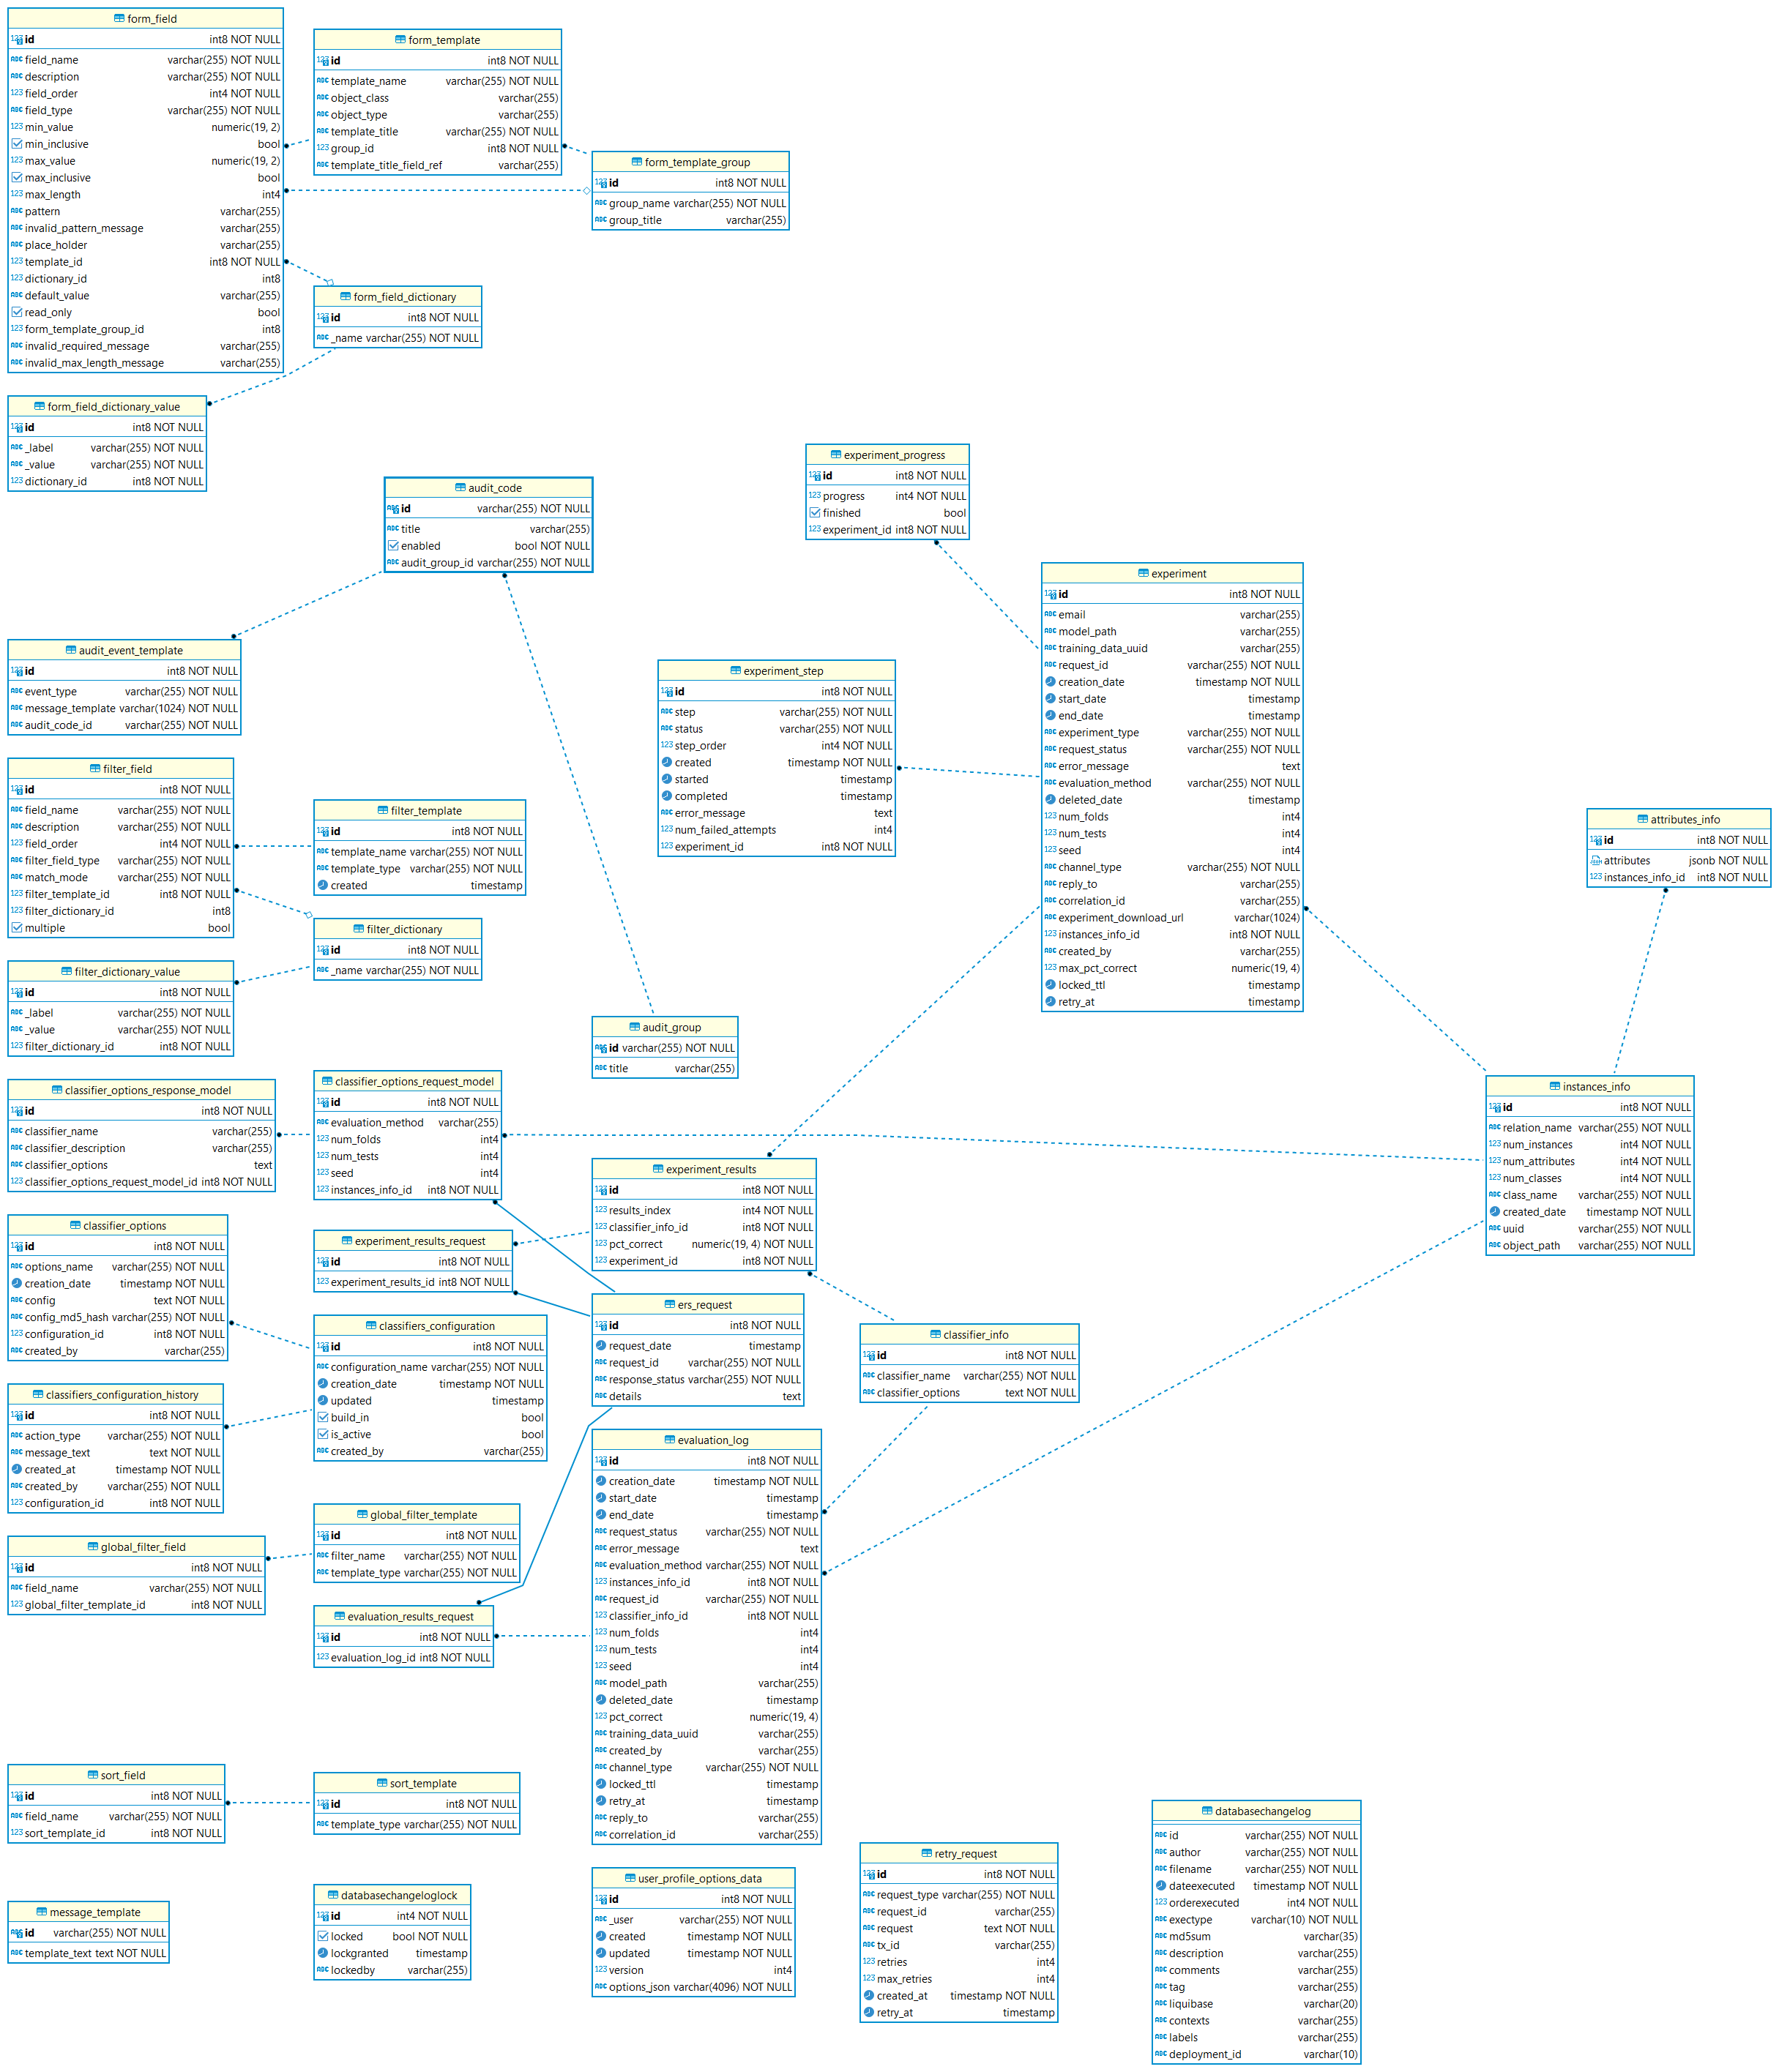 form_field
id int8 NOT NULL
field_name varchar(255) NOT NULL
description varchar(255) NOT NULL
field_order int4 NOT NULL
field_type varchar(255) NOT NULL
min_value numeric(19, 2)
min_inclusive bool
max_value numeric(19, 2)
max_inclusive bool
max_length int4
pattern varchar(255)
invalid_pattern_message varchar(255)
place_holder varchar(255)
template_id int8 NOT NULL
dictionary_id int8
default_value varchar(255)
read_only bool
form_template_group_id int8
invalid_required_message varchar(255)
invalid_max_length_message varchar(255)
form_template
id int8 NOT NULL
template_name varchar(255) NOT NULL
object_class varchar(255)
object_type varchar(255)
template_title varchar(255) NOT NULL
group_id int8 NOT NULL
template_title_field_ref varchar(255)
form_template_group
id int8 NOT NULL
group_name varchar(255) NOT NULL
group_title varchar(255)
form_field_dictionary
id int8 NOT NULL
_name varchar(255) NOT NULL
form_field_dictionary_value
id int8 NOT NULL
_label varchar(255) NOT NULL
_value varchar(255) NOT NULL
dictionary_id int8 NOT NULL
audit_code
id varchar(255) NOT NULL
title varchar(255)
enabled bool NOT NULL
audit_group_id varchar(255) NOT NULL
experiment_progress
id int8 NOT NULL
progress int4 NOT NULL
finished bool
experiment_id int8 NOT NULL
experiment
id int8 NOT NULL
email varchar(255)
model_path varchar(255)
training_data_uuid varchar(255)
request_id varchar(255) NOT NULL
creation_date timestamp NOT NULL
start_date timestamp
end_date timestamp
experiment_type varchar(255) NOT NULL
request_status varchar(255) NOT NULL
error_message text
evaluation_method varchar(255) NOT NULL
deleted_date timestamp
num_folds int4
num_tests int4
seed int4
channel_type varchar(255) NOT NULL
reply_to varchar(255)
correlation_id varchar(255)
experiment_download_url varchar(1024)
instances_info_id int8 NOT NULL
created_by varchar(255)
max_pct_correct numeric(19, 4)
locked_ttl timestamp
retry_at timestamp
audit_event_template
id int8 NOT NULL
event_type varchar(255) NOT NULL
message_template varchar(1024) NOT NULL
audit_code_id varchar(255) NOT NULL
experiment_step
id int8 NOT NULL
step varchar(255) NOT NULL
status varchar(255) NOT NULL
step_order int4 NOT NULL
created timestamp NOT NULL
started timestamp
completed timestamp
error_message text
num_failed_attempts int4
experiment_id int8 NOT NULL
filter_field
id int8 NOT NULL
field_name varchar(255) NOT NULL
description varchar(255) NOT NULL
field_order int4 NOT NULL
filter_field_type varchar(255) NOT NULL
match_mode varchar(255) NOT NULL
filter_template_id int8 NOT NULL
filter_dictionary_id int8
multiple bool
filter_template
id int8 NOT NULL
template_name varchar(255) NOT NULL
template_type varchar(255) NOT NULL
created timestamp
attributes_info
id int8 NOT NULL
attributes jsonb NOT NULL
instances_info_id int8 NOT NULL
filter_dictionary
id int8 NOT NULL
_name varchar(255) NOT NULL
filter_dictionary_value
id int8 NOT NULL
_label varchar(255) NOT NULL
_value varchar(255) NOT NULL
filter_dictionary_id int8 NOT NULL
audit_group
id varchar(255) NOT NULL
title varchar(255)
classifier_options_response_model
id int8 NOT NULL
classifier_name varchar(255)
classifier_description varchar(255)
classifier_options text
classifier_options_request_model_id int8 NOT NULL
classifier_options_request_model
id int8 NOT NULL
evaluation_method varchar(255)
num_folds int4
num_tests int4
seed int4
instances_info_id int8 NOT NULL
instances_info
id int8 NOT NULL
relation_name varchar(255) NOT NULL
num_instances int4 NOT NULL
num_attributes int4 NOT NULL
num_classes int4 NOT NULL
class_name varchar(255) NOT NULL
created_date timestamp NOT NULL
uuid varchar(255) NOT NULL
object_path varchar(255) NOT NULL
experiment_results
id int8 NOT NULL
results_index int4 NOT NULL
classifier_info_id int8 NOT NULL
pct_correct numeric(19, 4) NOT NULL
experiment_id int8 NOT NULL
classifier_options
id int8 NOT NULL
options_name varchar(255) NOT NULL
creation_date timestamp NOT NULL
config text NOT NULL
config_md5_hash varchar(255) NOT NULL
configuration_id int8 NOT NULL
created_by varchar(255)
experiment_results_request
id int8 NOT NULL
experiment_results_id int8 NOT NULL
ers_request
id int8 NOT NULL
request_date timestamp
request_id varchar(255) NOT NULL
response_status varchar(255) NOT NULL
details text
classifiers_configuration
id int8 NOT NULL
configuration_name varchar(255) NOT NULL
creation_date timestamp NOT NULL
updated timestamp
build_in bool
is_active bool
created_by varchar(255)
classifier_info
id int8 NOT NULL
classifier_name varchar(255) NOT NULL
classifier_options text NOT NULL
classifiers_configuration_history
id int8 NOT NULL
action_type varchar(255) NOT NULL
message_text text NOT NULL
created_at timestamp NOT NULL
created_by varchar(255) NOT NULL
configuration_id int8 NOT NULL
evaluation_log
id int8 NOT NULL
creation_date timestamp NOT NULL
start_date timestamp
end_date timestamp
request_status varchar(255) NOT NULL
error_message text
evaluation_method varchar(255) NOT NULL
instances_info_id int8 NOT NULL
request_id varchar(255) NOT NULL
classifier_info_id int8 NOT NULL
num_folds int4
num_tests int4
seed int4
model_path varchar(255)
deleted_date timestamp
pct_correct numeric(19, 4)
training_data_uuid varchar(255)
created_by varchar(255)
channel_type varchar(255) NOT NULL
locked_ttl timestamp
retry_at timestamp
reply_to varchar(255)
correlation_id varchar(255)
global_filter_template
id int8 NOT NULL
filter_name varchar(255) NOT NULL
template_type varchar(255) NOT NULL
global_filter_field
id int8 NOT NULL
field_name varchar(255) NOT NULL
global_filter_template_id int8 NOT NULL
evaluation_results_request
id int8 NOT NULL
evaluation_log_id int8 NOT NULL
sort_field
id int8 NOT NULL
field_name varchar(255) NOT NULL
sort_template_id int8 NOT NULL
sort_template
id int8 NOT NULL
template_type varchar(255) NOT NULL
message_template
id varchar(255) NOT NULL
template_text text NOT NULL
databasechangeloglock
id int4 NOT NULL
locked bool NOT NULL
lockgranted timestamp
lockedby varchar(255)
user_profile_options_data
id int8 NOT NULL
_user varchar(255) NOT NULL
created timestamp NOT NULL
updated timestamp NOT NULL
version int4
options_json varchar(4096) NOT NULL
retry_request
id int8 NOT NULL
request_type varchar(255) NOT NULL
request_id varchar(255)
request text NOT NULL
tx_id varchar(255)
retries int4
max_retries int4
created_at timestamp NOT NULL
retry_at timestamp
databasechangelog
id varchar(255) NOT NULL
author varchar(255) NOT NULL
filename varchar(255) NOT NULL
dateexecuted timestamp NOT NULL
orderexecuted int4 NOT NULL
exectype varchar(10) NOT NULL
md5sum varchar(35)
description varchar(255)
comments varchar(255)
tag varchar(255)
liquibase varchar(20)
contexts varchar(255)
labels varchar(255)
deployment_id varchar(10)